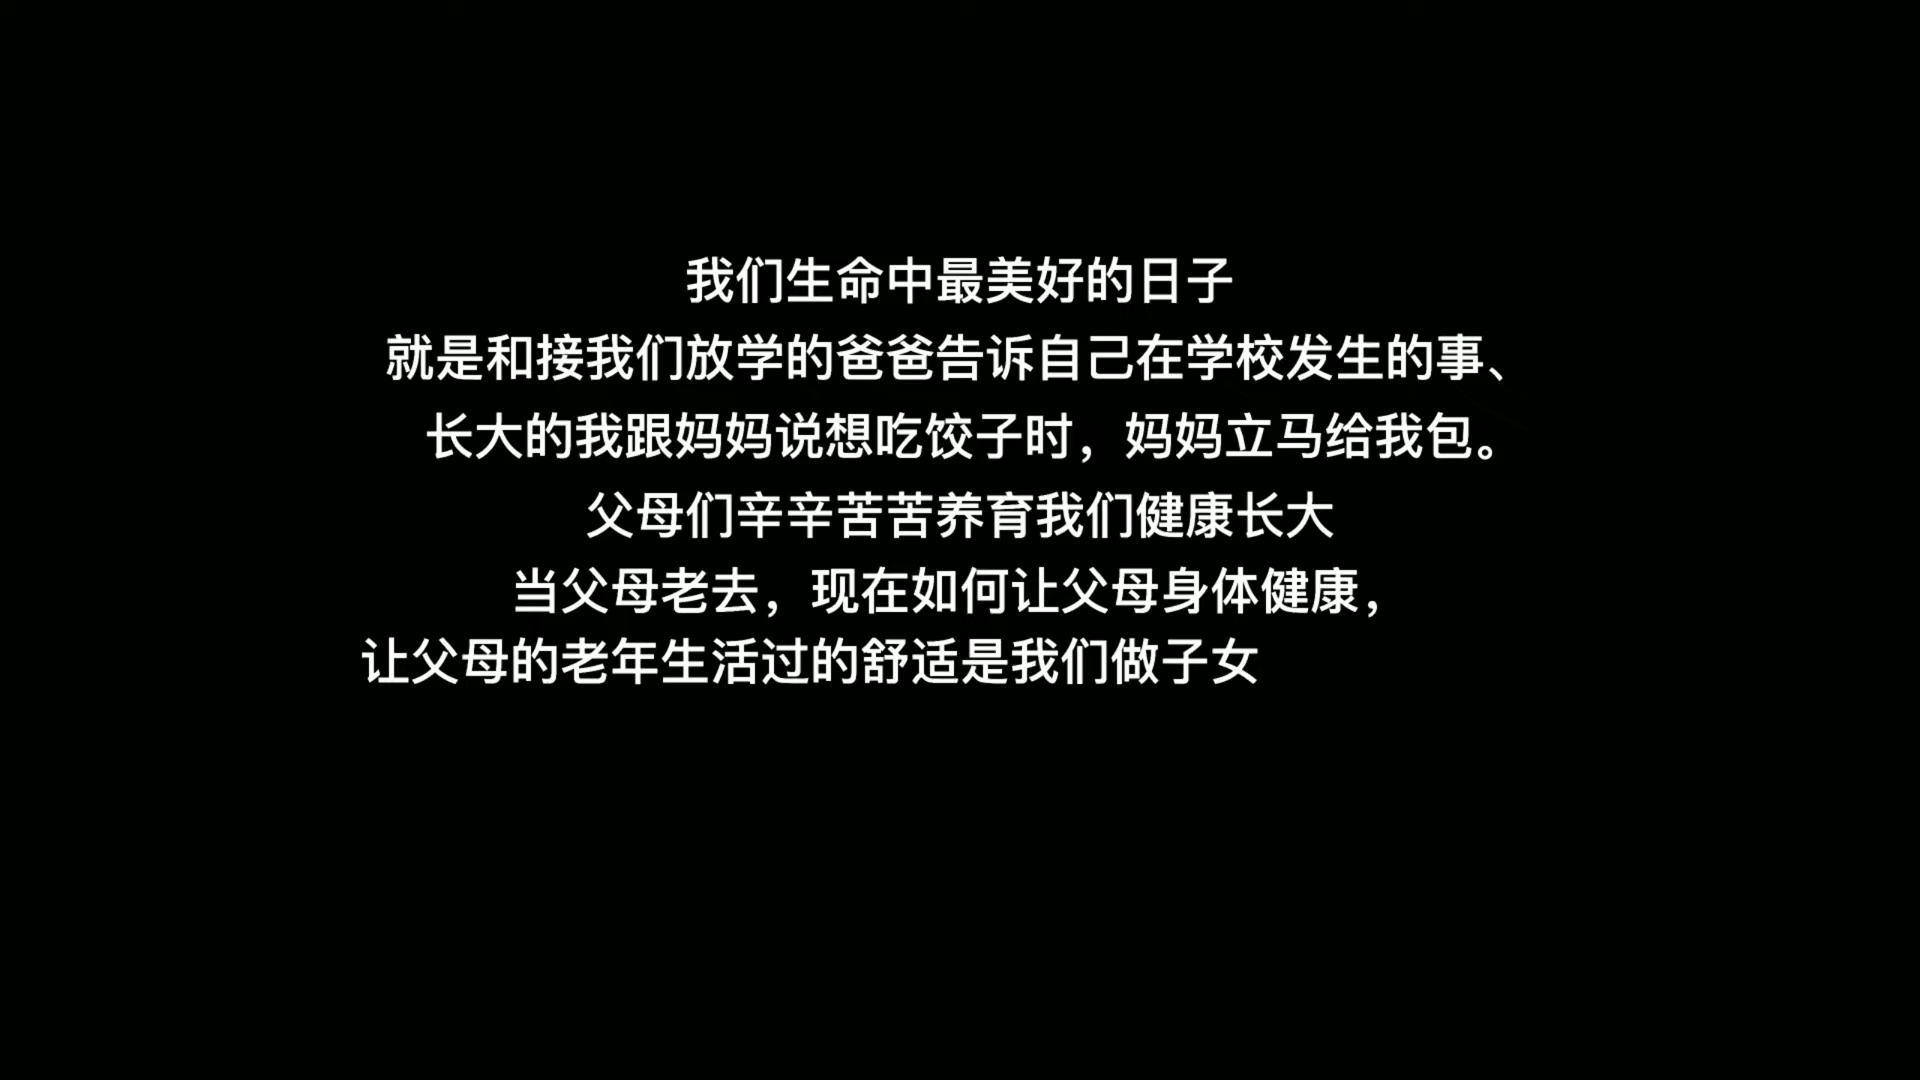 我们生命中最美好的日子
就是和接我们放学的爸爸告诉自己在学校发生的事、
长大的我跟妈妈说想吃饺子时，妈妈立马给我包。
父母们辛辛苦苦养育我们健康长大
当父母老去，现在如何让父母身体健康，
让父母的老年生活过的舒适是我们做子女